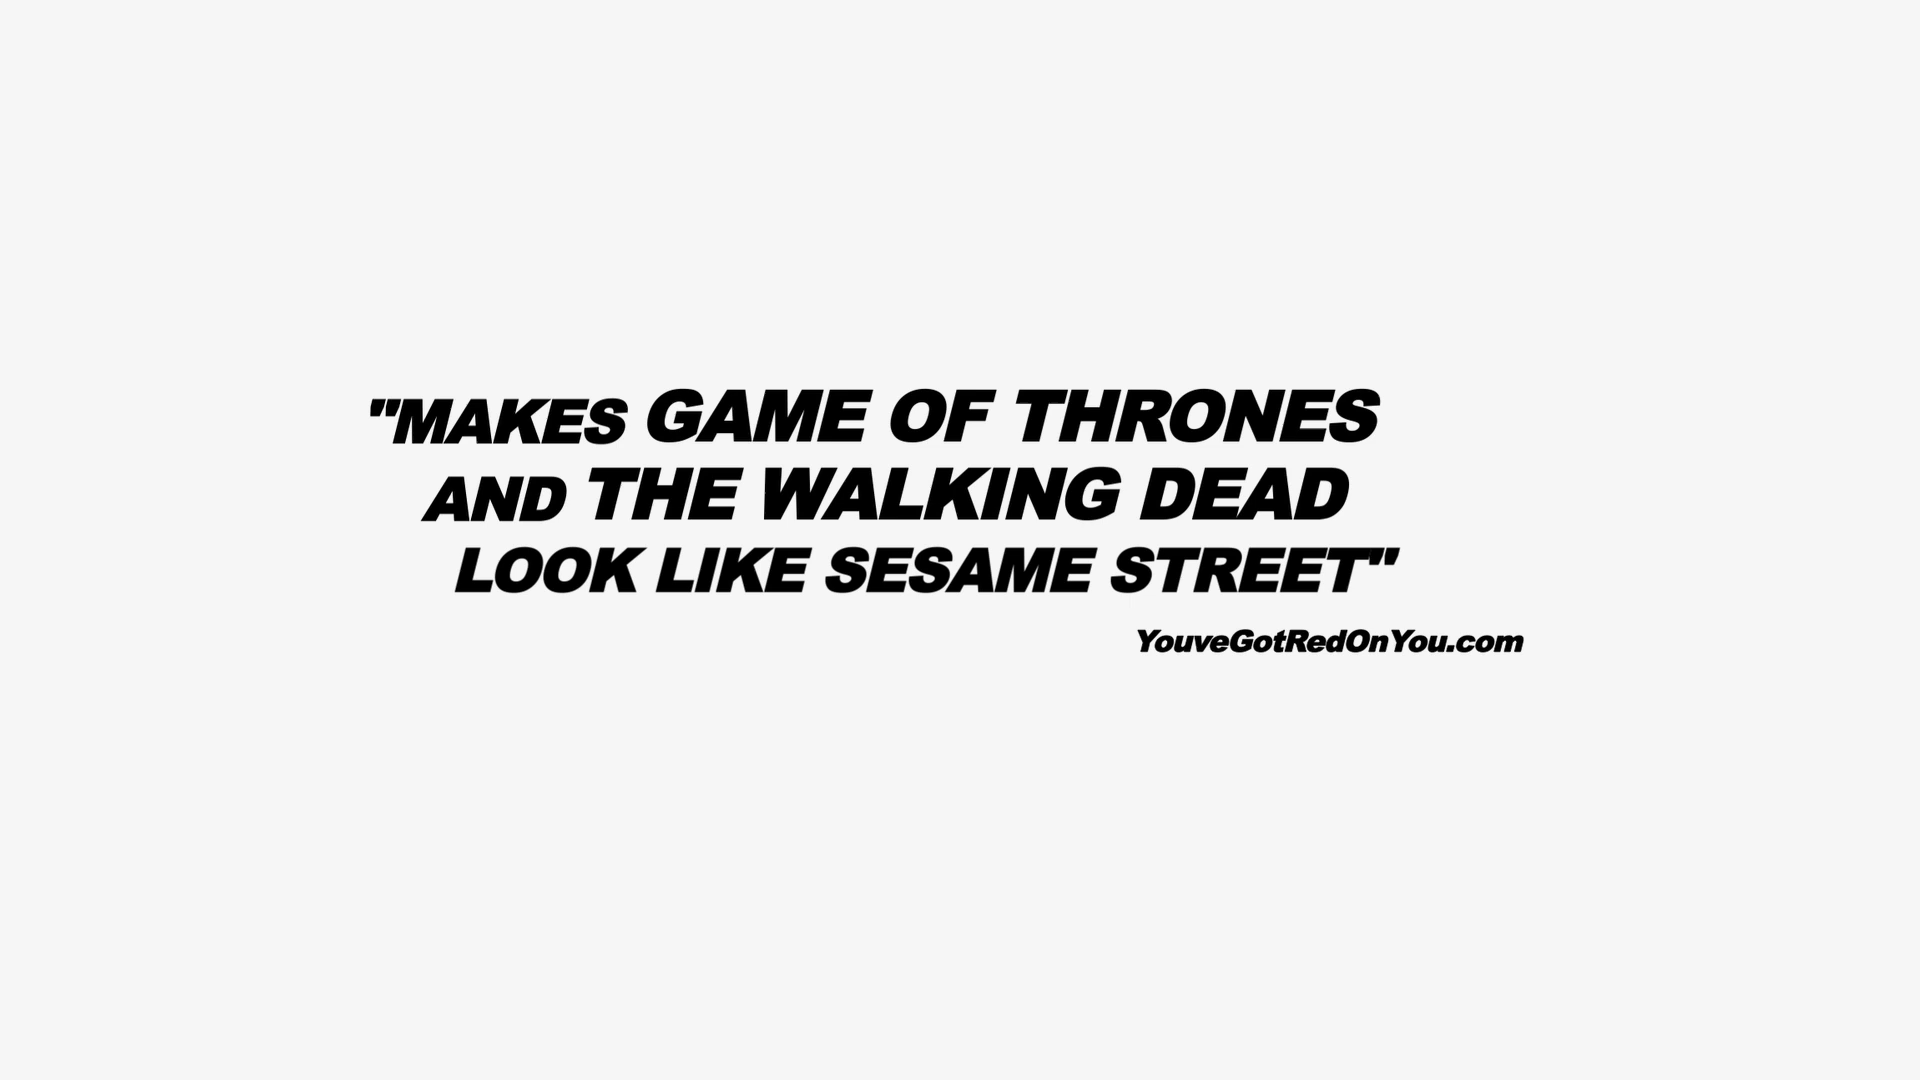 "MAKES GAME OF THRONES
AND THE WALKING DEAD
LOOK LIKE SESAME STREET"
YouveGotRedOnYou.com